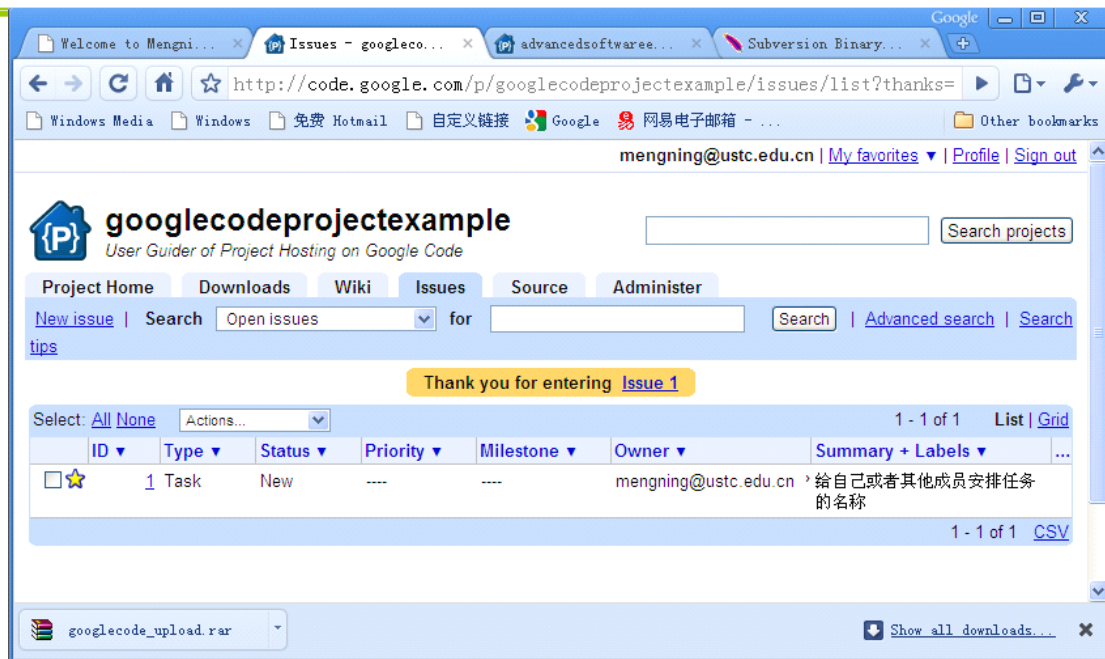 Google
Welcome to Mengni... Issues - googleco... advancedsoftwaree... Subversion Binary...
http://code.google.com/p/googlecodeprojectexample/issues/list?thanks=
Windows Media Windows 免费 Hotmail 自定义链接 Google 网易电子邮箱 - ... Other bookmarks
mengning@ustc.edu.cn | My favorites ▼ | Profile | Sign out
{P} googlecodeprojectexample
User Guider of Project Hosting on Google Code
Search projects
Project Home Downloads Wiki Issues Source Administer
New issue | Search Open issues for Search | Advanced search | Search
tips
Thank you for entering Issue 1
Select: All None Actions... 1 - 1 of 1 List | Grid
ID ▼ Type ▼ Status ▼ Priority ▼ Milestone ▼ Owner ▼ Summary + Labels ▼ ...
1 Task New ---- ---- mengning@ustc.edu.cn 给自己或者其他成员安排任务
的名称
1 - 1 of 1 CSV
googlecode_upload.rar Show all downloads...